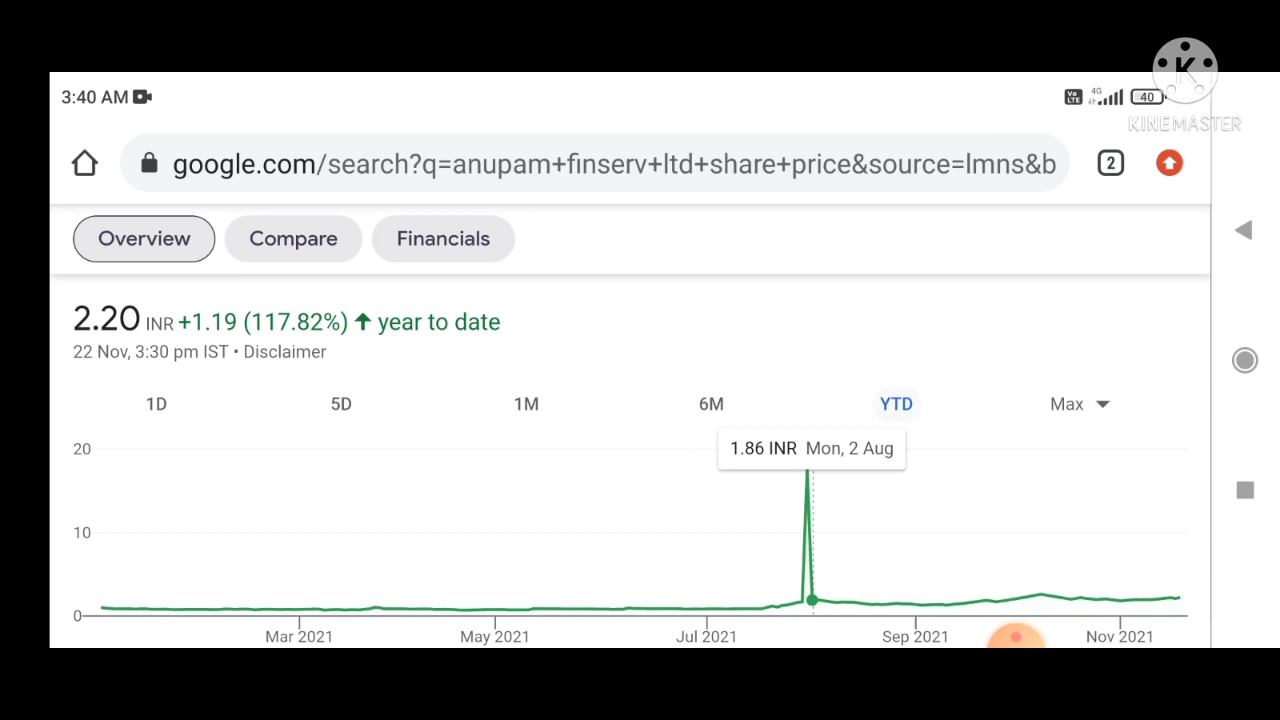 3:40 AM
Vo LTE 4G 40
K
KINEMASTER
google.com/search?q=anupam+finserv+ltd+share+price&source=lmns&b
2
Overview Compare Financials
2.20 INR +1.19 (117.82%) ↑ year to date
22 Nov, 3:30 pm IST • Disclaimer
1D 5D 1M 6M YTD Max
1.86 INR Mon, 2 Aug
20
10
0
Mar 2021 May 2021 Jul 2021 Sep 2021 Nov 2021